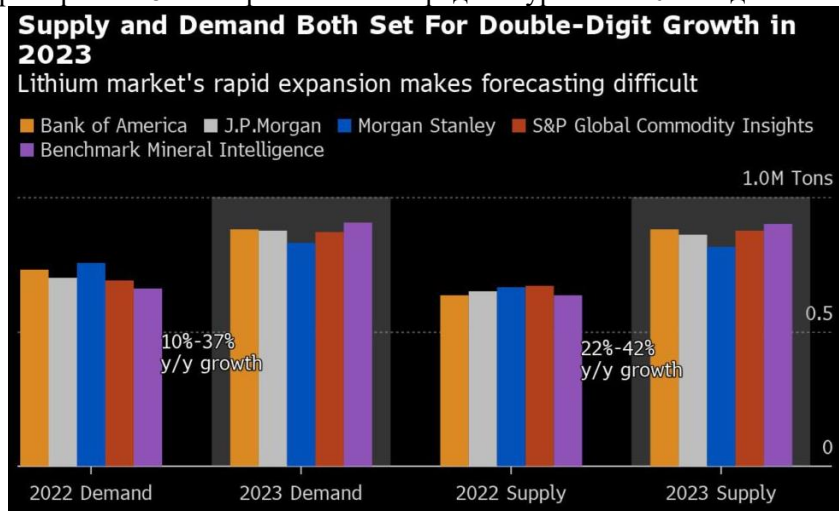 Supply and Demand Both Set For Double-Digit Growth in
2023
Lithium market's rapid expansion makes forecasting difficult
Bank of America J.P.Morgan Morgan Stanley S&P Global Commodity Insights
Benchmark Mineral Intelligence
1.0M Tons
0.5
10%-37%
y/y growth
22%-42%
y/y growth
0
2022 Demand 2023 Demand 2022 Supply 2023 Supply